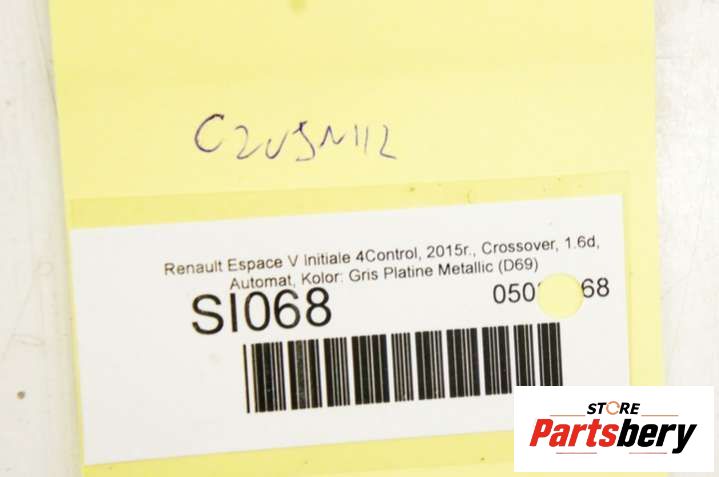 Renault Espace V Initiale 4Control, 2015r., Crossover, 1.6d,
Automat, Kolor: Gris Platine Metallic (D69)
SI068
STORE
Partsbery